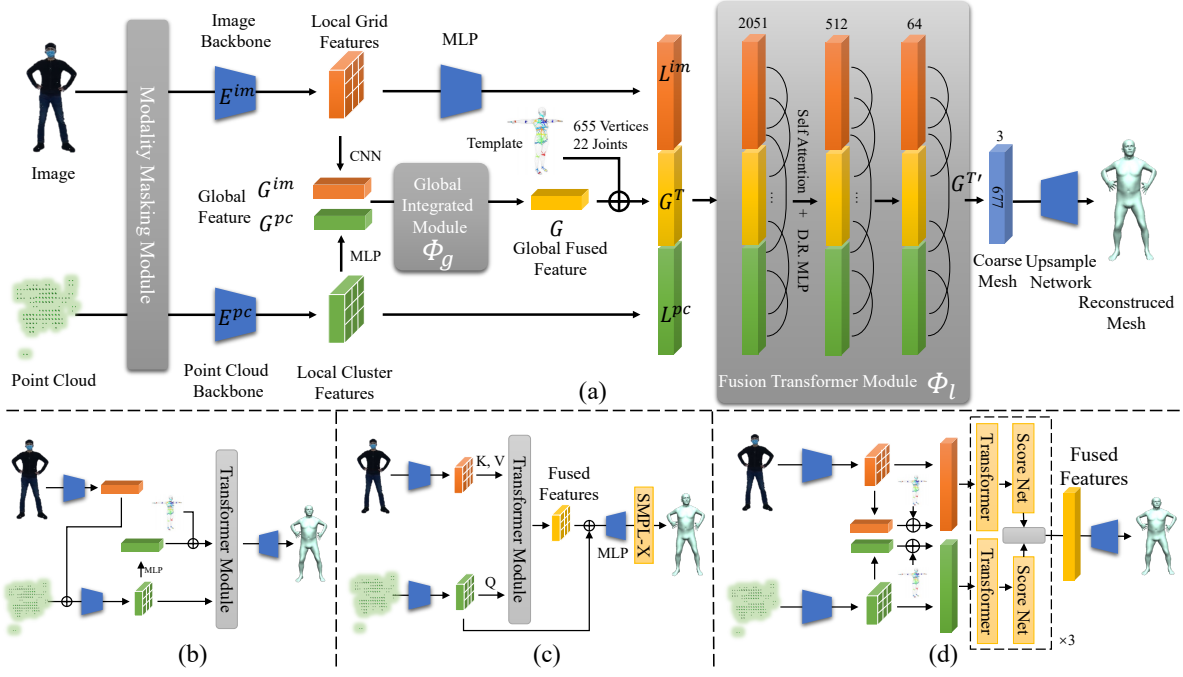 Image
Modality Masking Module
Image
Backbone
E^{im}
Local Grid
Features
MLP
CNN
Template
655 Vertices
22 Joints
Global
Feature
G^{im}
G^{pc}
Global
Integrated
Module
Φ_g
G
Global Fused
Feature
MLP
Point Cloud
E^{pc}
Point Cloud
Backbone
Local Cluster
Features
L^{im}
G^T
L^{pc}
2051
512
64
Self Attention + D.R. MLP
...
...
Fusion Transformer Module Φ_l
G^{T'}
3
677
Coarse
Mesh
Upsample
Network
Reconstruced
Mesh
(a)
MLP
Transformer Module
(b)
K, V
Q
Transformer Module
Fused
Features
MLP
SMPL-X
(c)
Transformer
Score Net
Transformer
Score Net
×3
Fused
Features
(d)